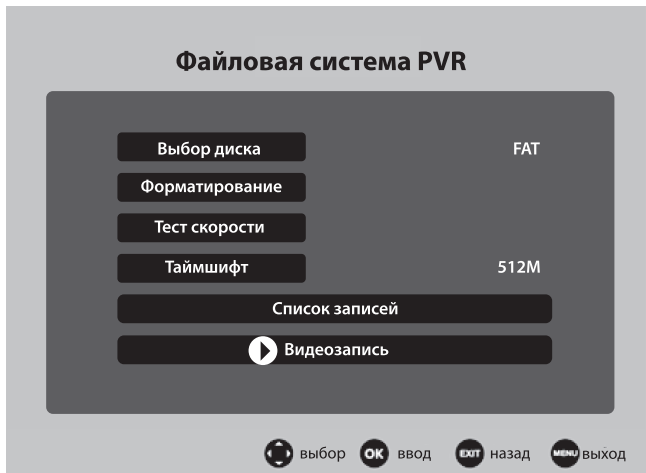 Файловая система PVR
Выбор диска FAT
Форматирование
Тест скорости
Таймшифт 512M
Список записей
Видеозапись
выбор OK ввод EXIT назад MENU выход